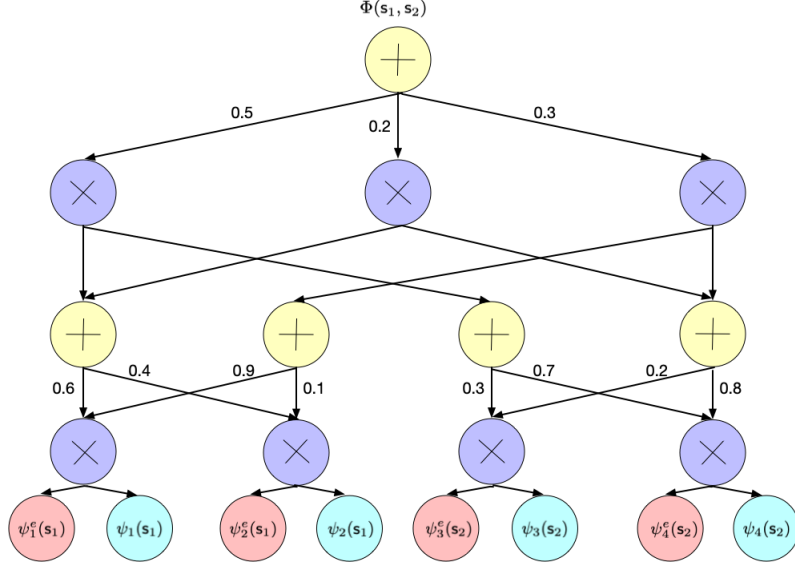 Φ(s₁, s₂)
0.5
0.2
0.3
0.6
0.4
0.9
0.1
0.3
0.7
0.2
0.8
ψ₁ᵉ(s₁)
ψ₁(s₁)
ψ₂ᵉ(s₁)
ψ₂(s₁)
ψ₃ᵉ(s₂)
ψ₃(s₂)
ψ₄ᵉ(s₂)
ψ₄(s₂)